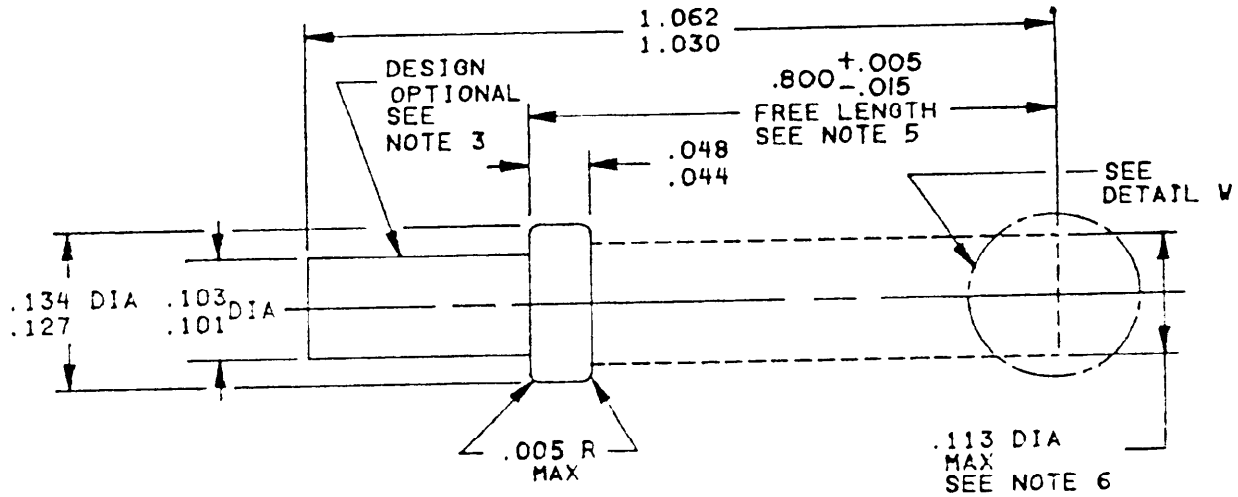 1.062
1.030
DESIGN
OPTIONAL
SEE
NOTE 3
.800 +.005
-.015
FREE LENGTH
SEE NOTE 5
.048
.044
SEE
DETAIL W
.134 DIA
.127
.103 DIA
.101
.005 R
MAX
.113 DIA
MAX
SEE NOTE 6